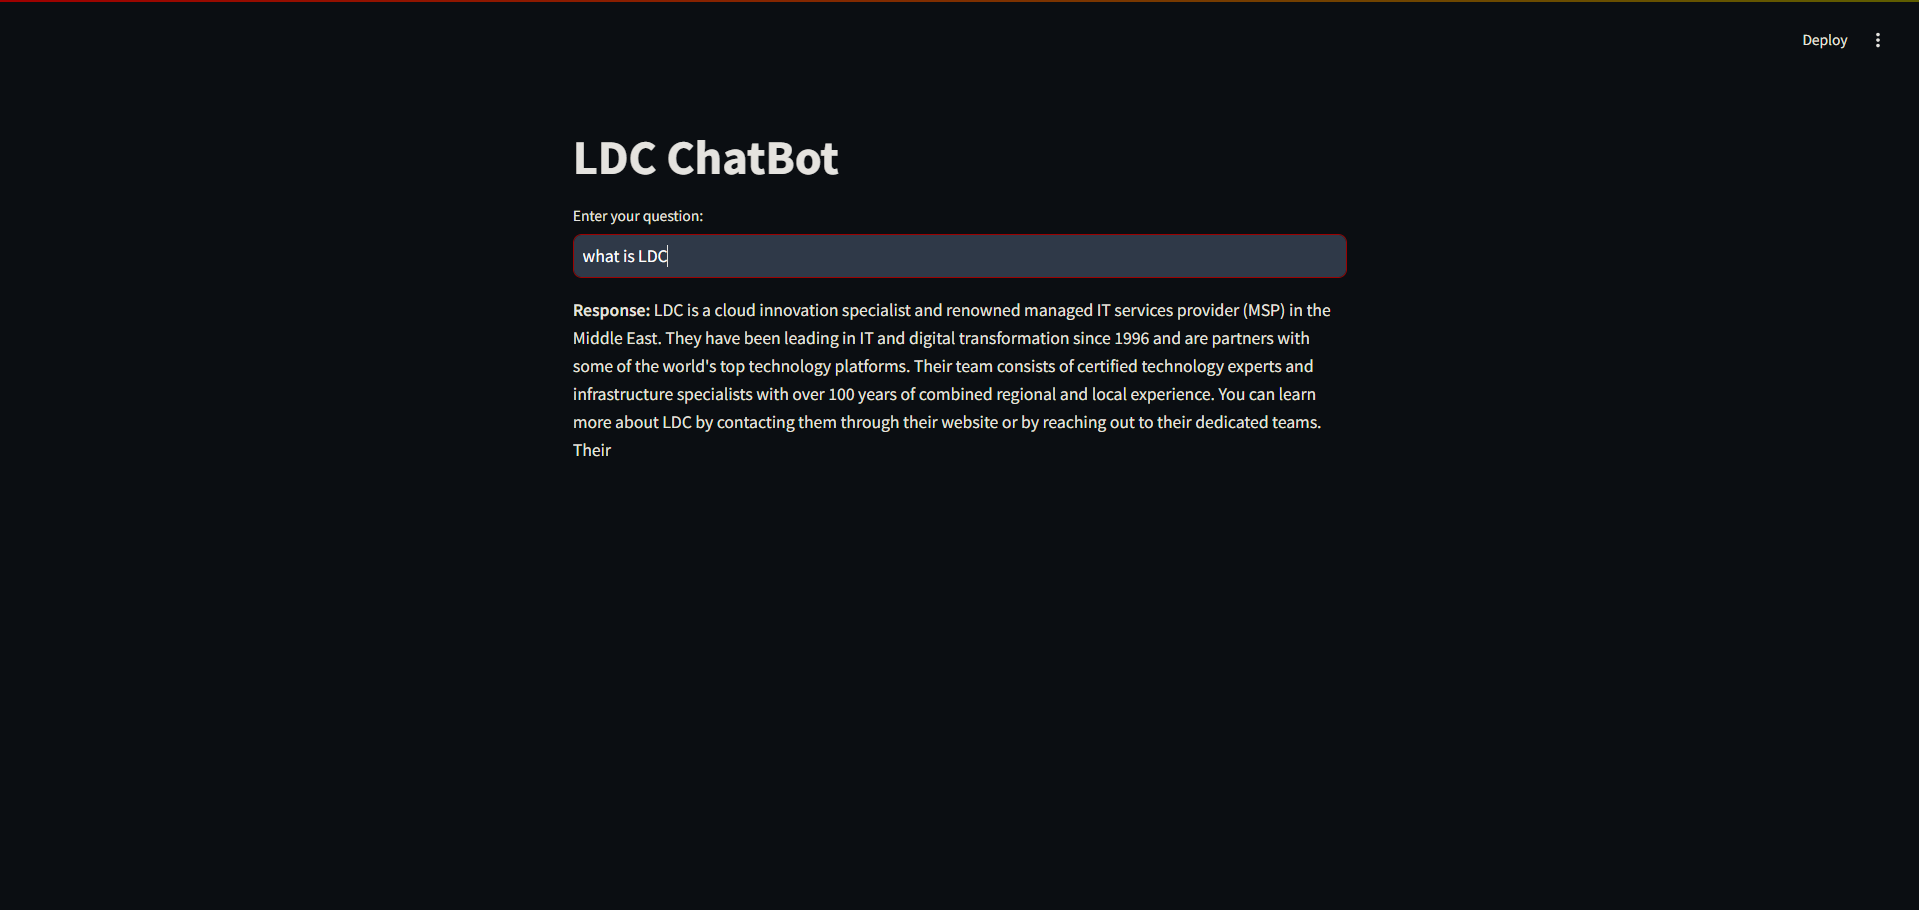 Deploy
LDC ChatBot
Enter your question:
what is LDC
Response: LDC is a cloud innovation specialist and renowned managed IT services provider (MSP) in the
Middle East. They have been leading in IT and digital transformation since 1996 and are partners with
some of the world's top technology platforms. Their team consists of certified technology experts and
infrastructure specialists with over 100 years of combined regional and local experience. You can learn
more about LDC by contacting them through their website or by reaching out to their dedicated teams.
Their